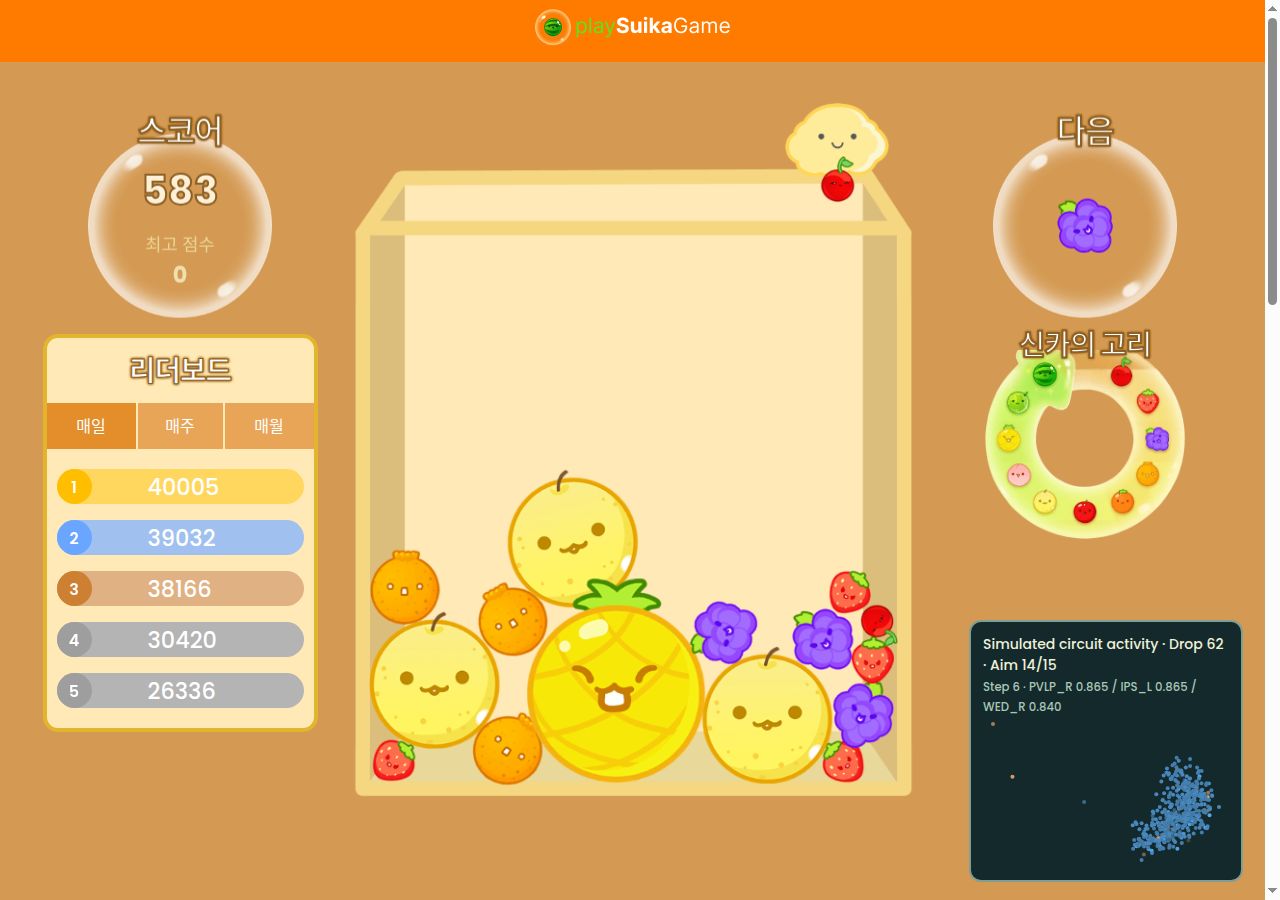 playSuikaGame
스코어
583
최고 점수
0
다음
신카의 고리
리더보드
매일 매주 매월
1 40005
2 39032
3 38166
4 30420
5 26336
Simulated circuit activity · Drop 62
· Aim 14/15
Step 6 · PVLP_R 0.865 / IPS_L 0.865 /
WED_R 0.840